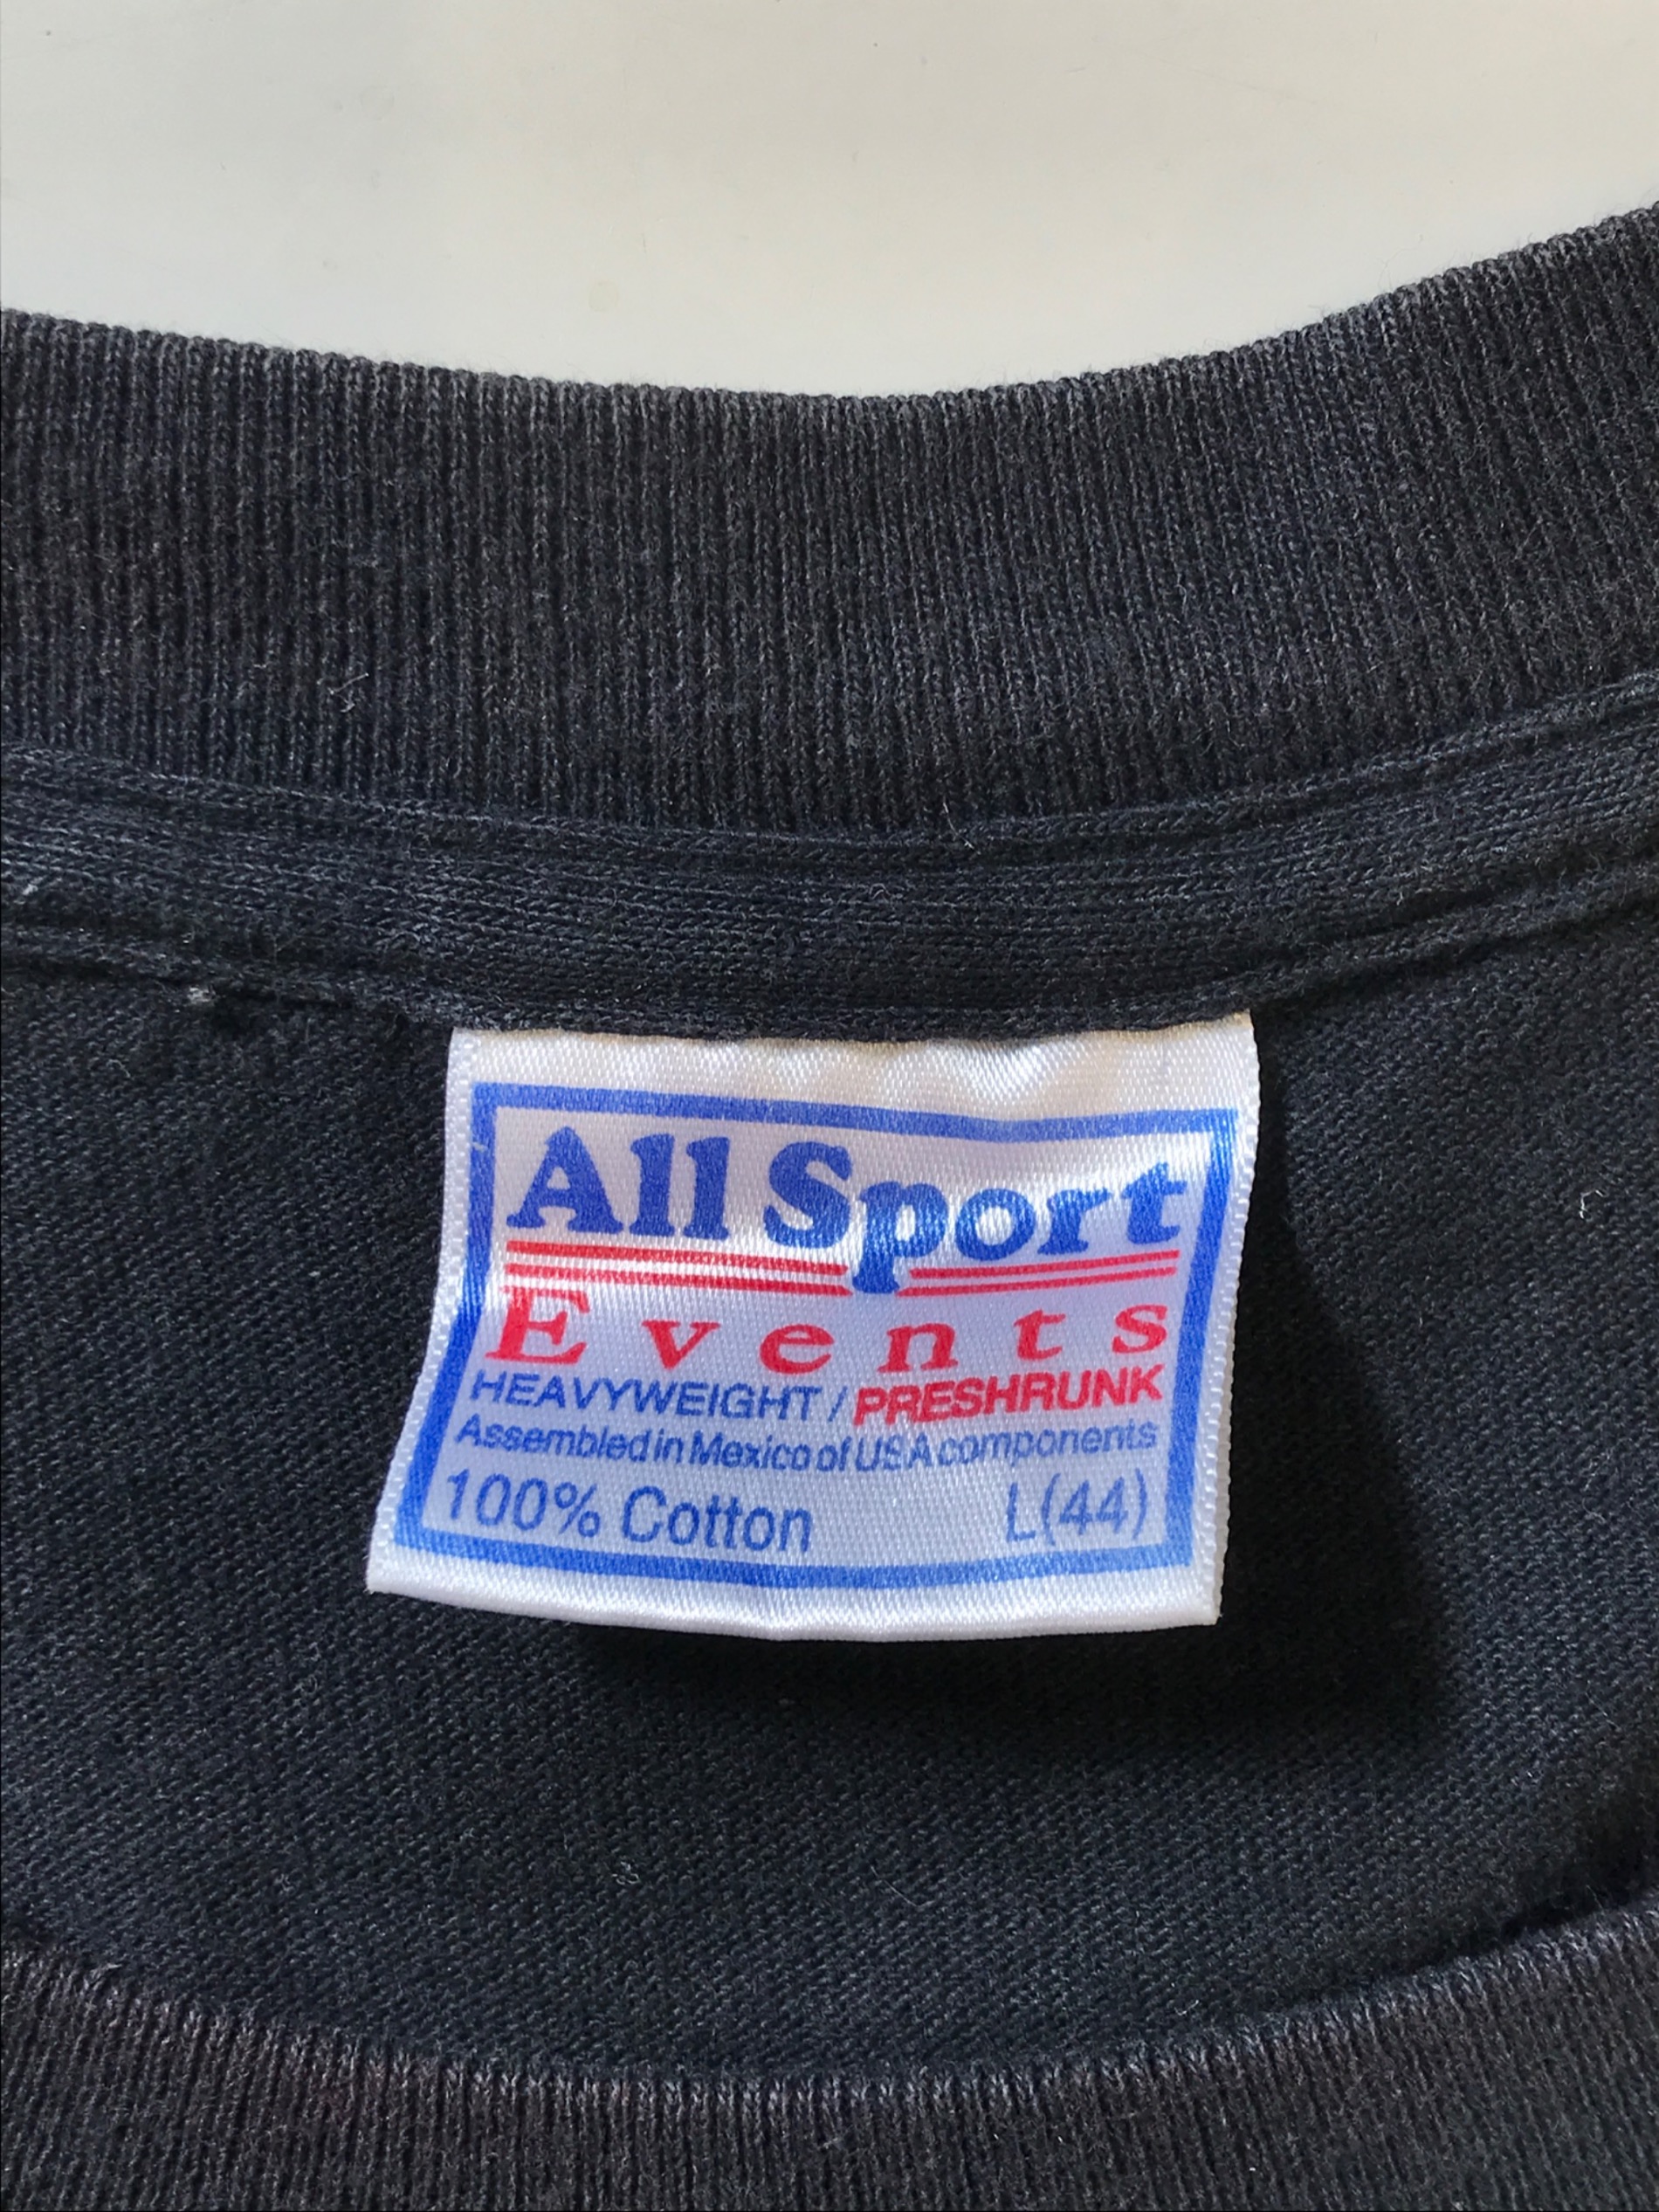 All Sport
Events
HEAVYWEIGHT / PRESHRUNK
Assembled in Mexico of USA components
100% Cotton L(44)